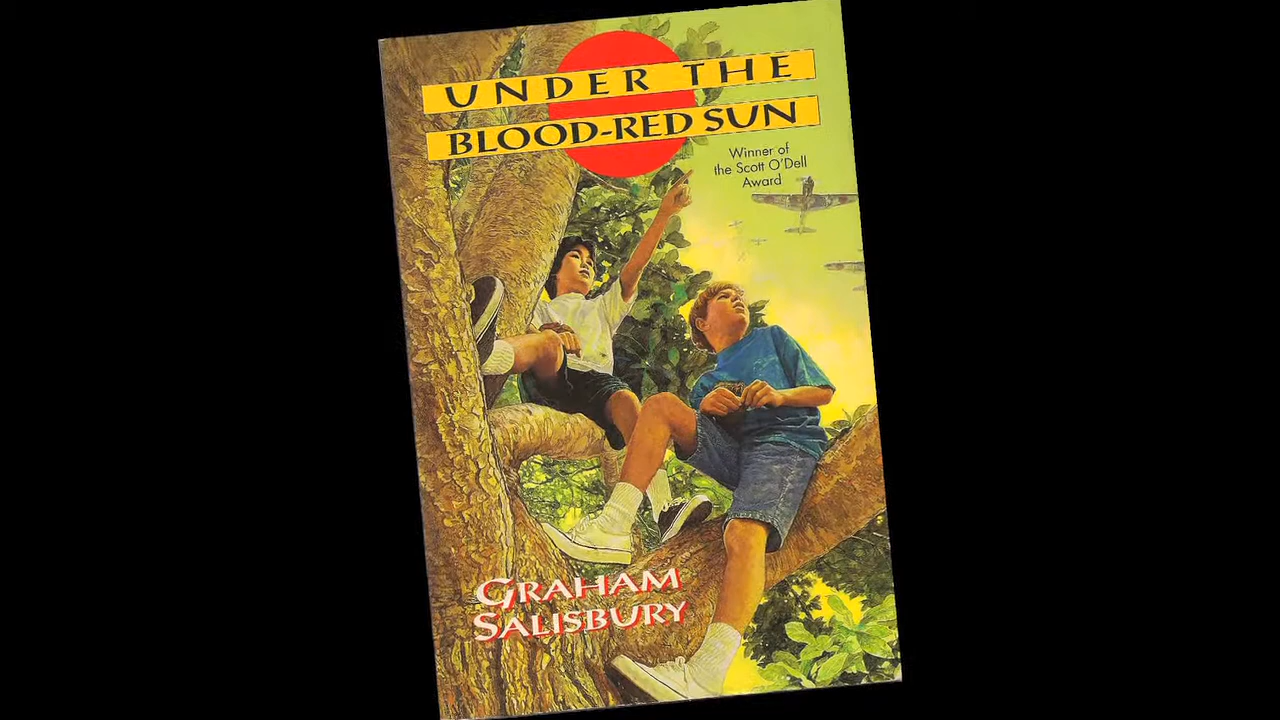 UNDER THE
BLOOD-RED SUN
Winner of
the Scott O'Dell
Award
GRAHAM
SALISBURY